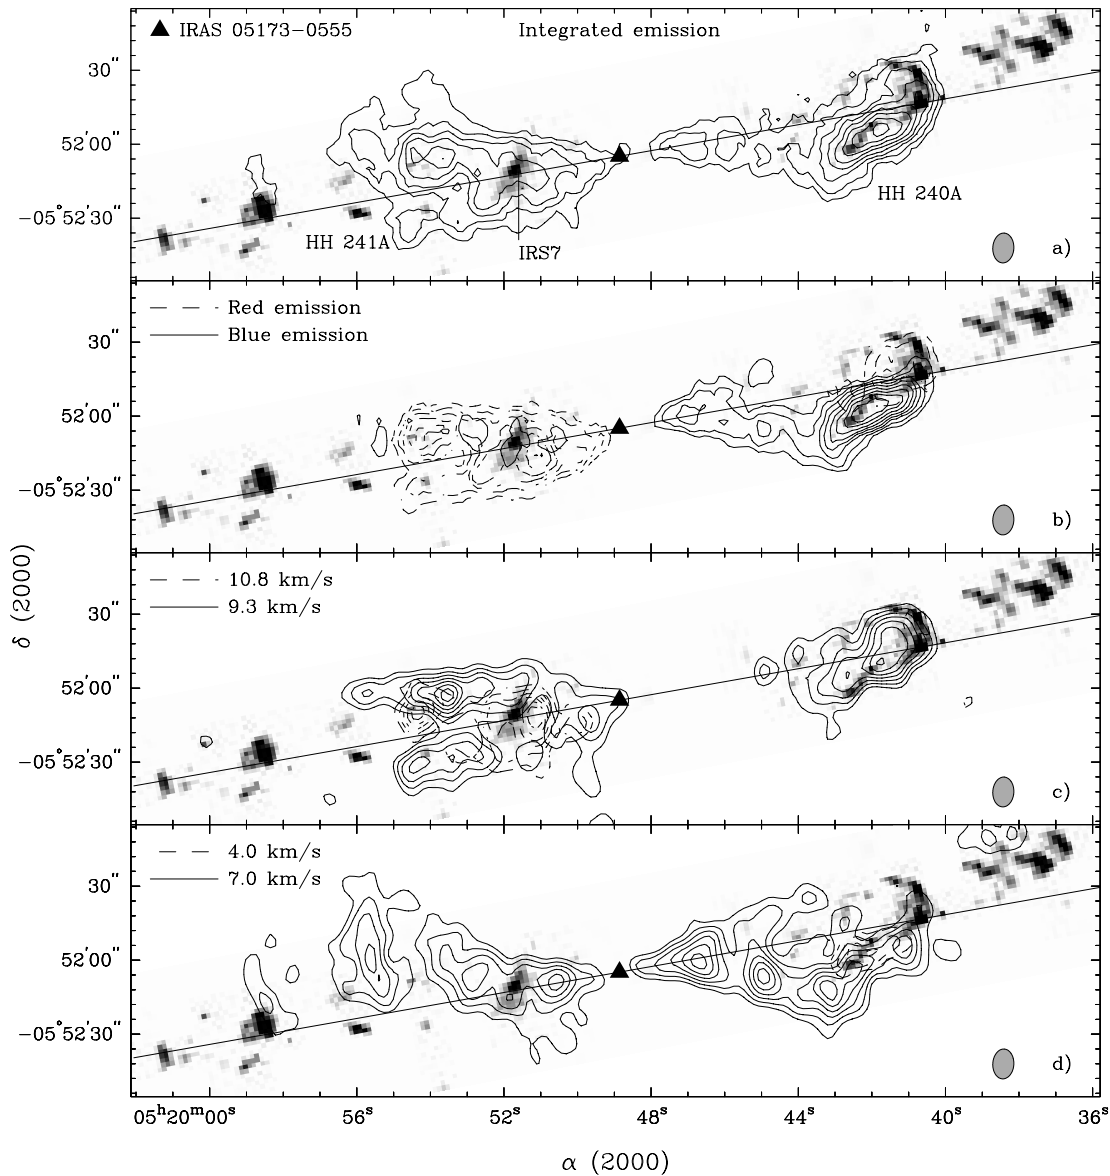 IRAS 05173−0555 Integrated emission
30"
52'00"
−05°52'30"
HH 241A
IRS7
HH 240A
a)
Red emission
Blue emission
30"
52'00"
−05°52'30"
b)
δ (2000)
10.8 km/s
9.3 km/s
30"
52'00"
−05°52'30"
c)
4.0 km/s
7.0 km/s
30"
52'00"
−05°52'30"
d)
05ʰ20ᵐ00ˢ 56ˢ 52ˢ 48ˢ 44ˢ 40ˢ 36ˢ
α (2000)